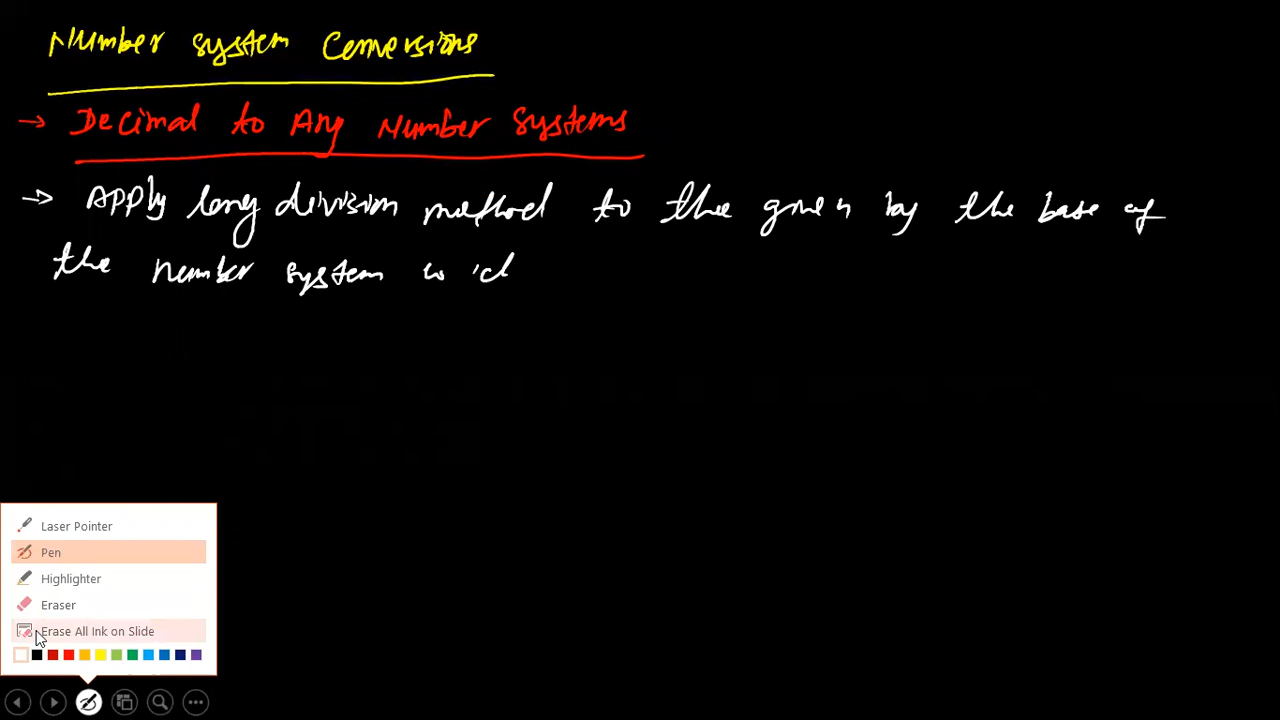 Number system Conversions
→ Decimal to Any Number Systems
→ Apply long division method to the given by the base of
the number system
Laser Pointer
Pen
Highlighter
Eraser
Erase All Ink on Slide